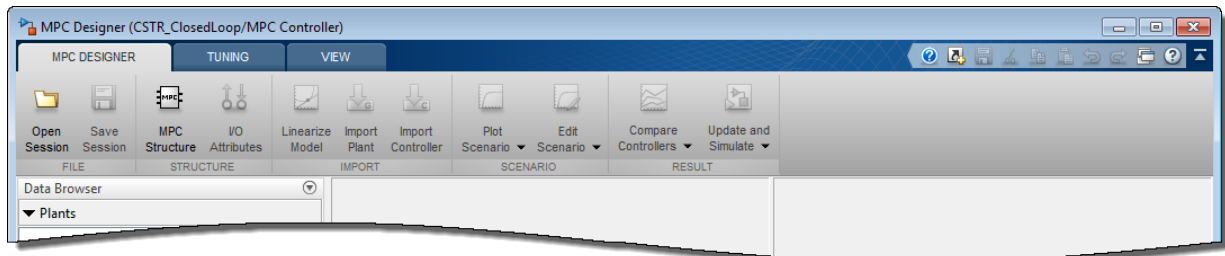 MPC Designer (CSTR_ClosedLoop/MPC Controller)
MPC DESIGNER TUNING VIEW
Open Session Save Session MPC Structure I/O Attributes Linearize Model Import Plant Import Controller Plot Scenario Edit Scenario Compare Controllers Update and Simulate
FILE STRUCTURE IMPORT SCENARIO RESULT
Data Browser
Plants